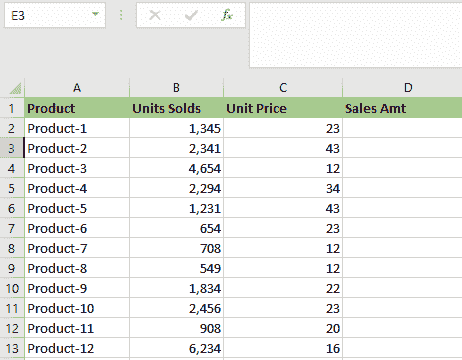 E3 fx
A B C D
1 Product Units Solds Unit Price Sales Amt
2 Product-1 1,345 23
3 Product-2 2,341 43
4 Product-3 4,654 12
5 Product-4 2,294 34
6 Product-5 1,231 43
7 Product-6 654 23
8 Product-7 708 12
9 Product-8 549 12
10 Product-9 1,834 22
11 Product-10 2,456 23
12 Product-11 908 20
13 Product-12 6,234 16